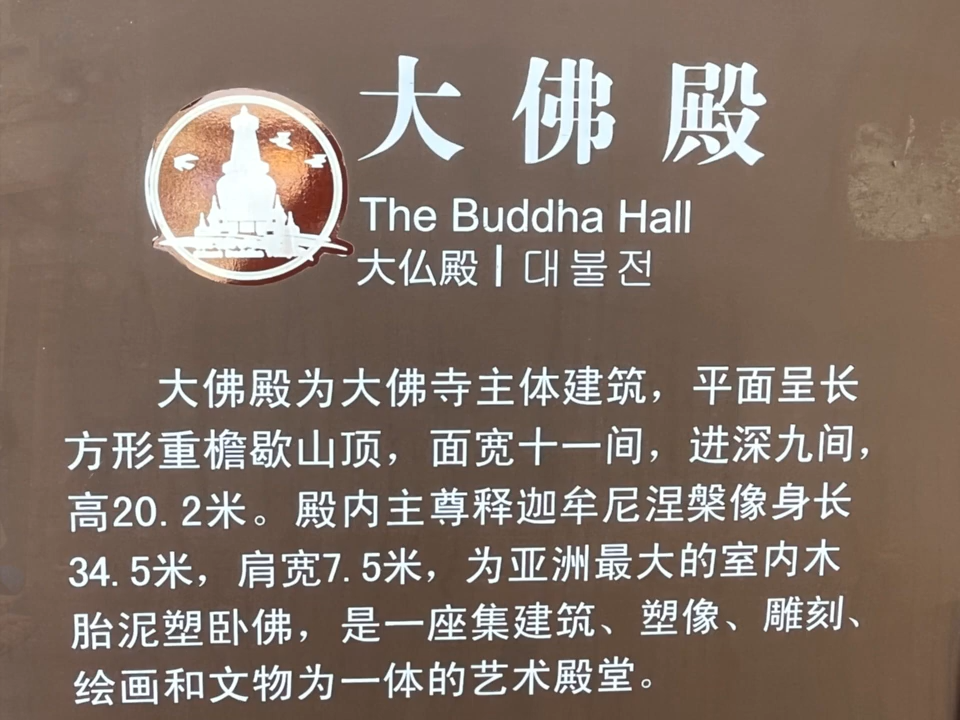 大佛殿
The Buddha Hall
大仏殿 | 대불전
大佛殿为大佛寺主体建筑，平面呈长
方形重檐歇山顶，面宽十一间，进深九间，
高20.2米。殿内主尊释迦牟尼涅槃像身长
34.5米，肩宽7.5米，为亚洲最大的室内木
胎泥塑卧佛，是一座集建筑、塑像、雕刻、
绘画和文物为一体的艺术殿堂。